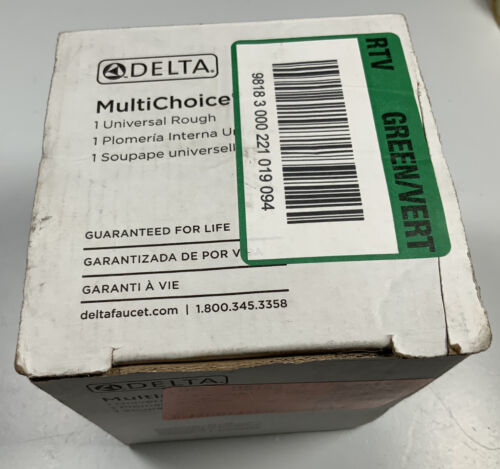 DELTA
MultiChoice
1 Universal Rough
1 Plomería Interna
1 Soupape
GUARANTEED FOR LIFE
GARANTIZADA DE POR
GARANTI À VIE
deltafaucet.com | 1.800.345.3358
RTV GREEN/VERT
9818 3 000 221 019 094
DELTA